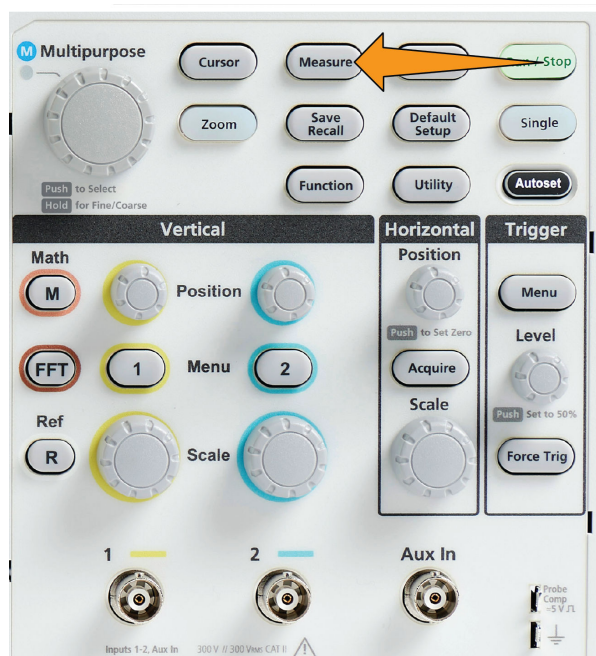 M Multipurpose
Cursor
Measure
/ Stop
Zoom
Save
Recall
Default
Setup
Single
Push to Select
Hold for Fine/Coarse
Function
Utility
Autoset
Vertical
Horizontal
Trigger
Math
M
Position
Position
Push to Set Zero
Menu
Level
FFT
1
Menu
2
Acquire
Push Set to 50%
Ref
R
Scale
Scale
Force Trig
1
2
Aux In
Probe
Comp
≈5 V ⎍
Inputs 1-2, Aux In
300 V // 300 VRMS CAT II